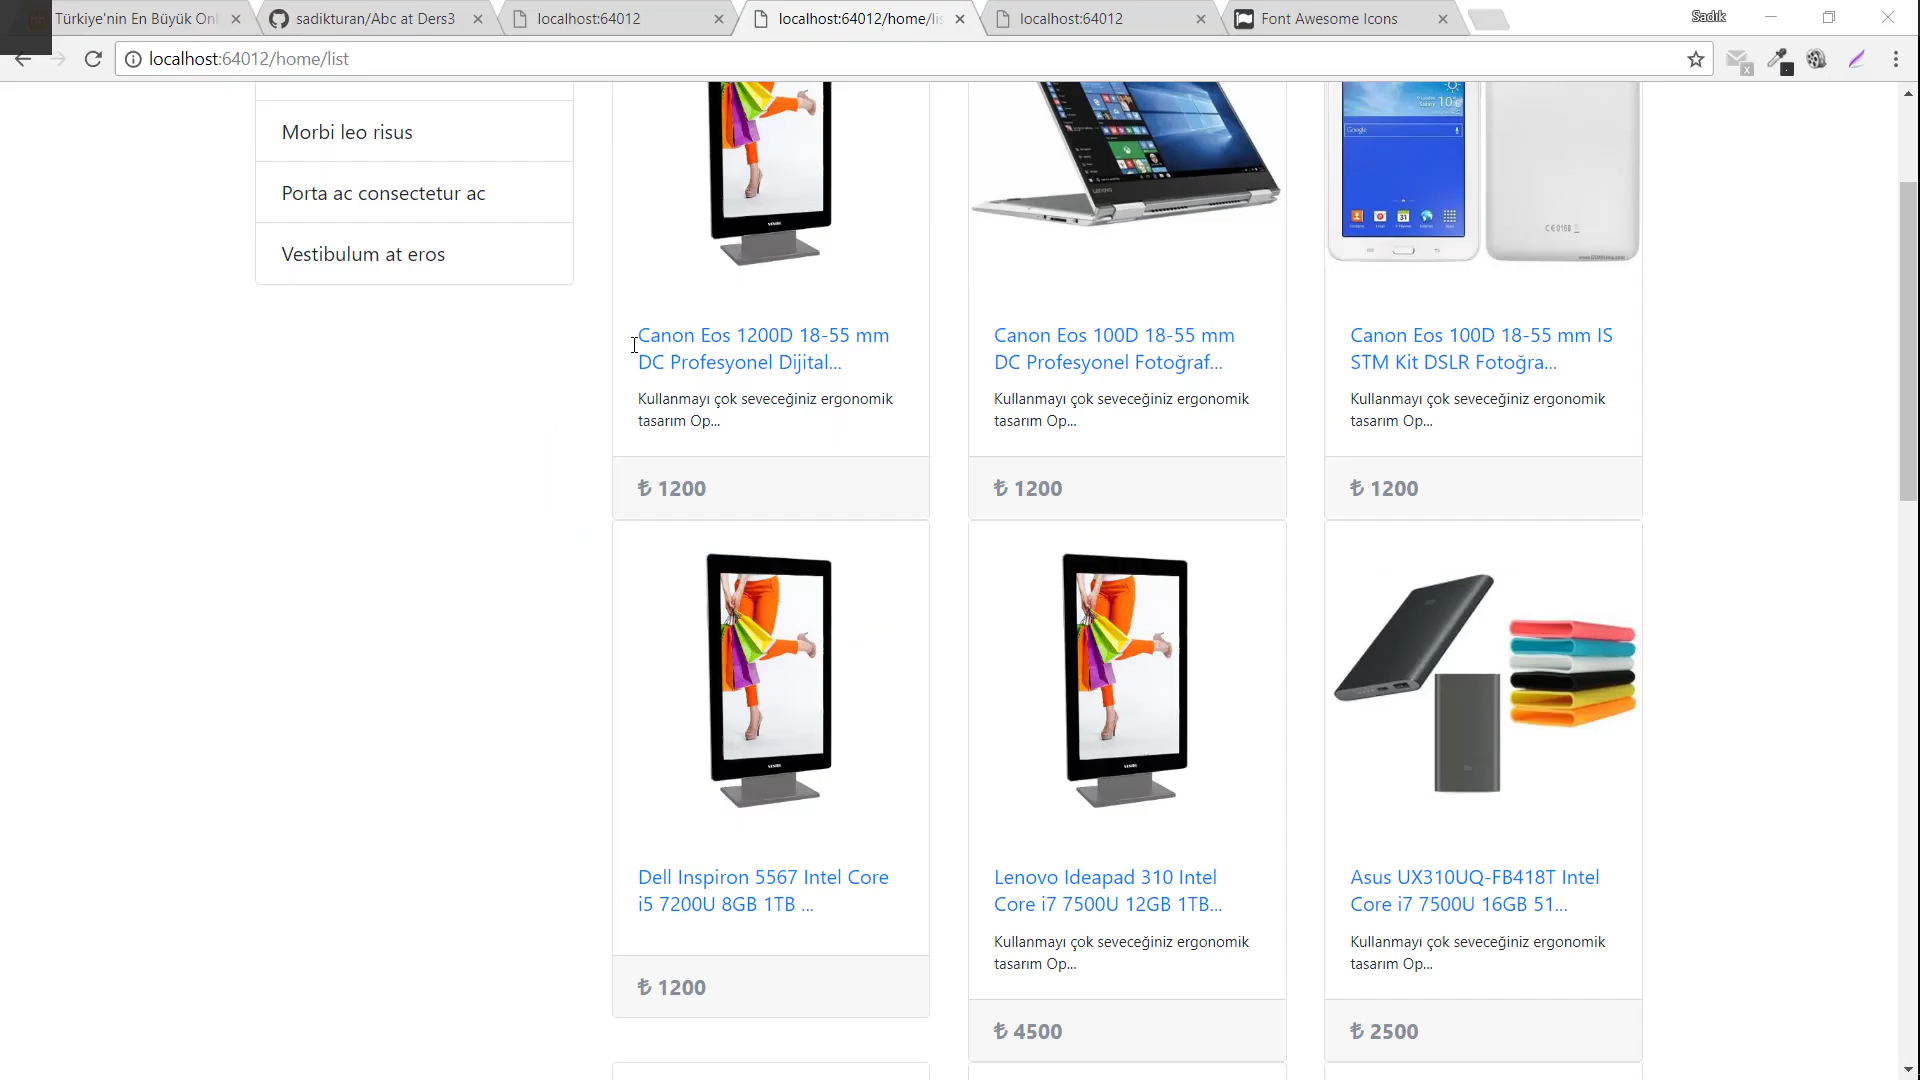 Türkiye'nin En Büyük Onl
sadikturan/Abc at Ders3
localhost:64012
localhost:64012/home/lis
localhost:64012
Font Awesome Icons
Sadık
localhost:64012/home/list
Morbi leo risus
Porta ac consectetur ac
Vestibulum at eros
Canon Eos 1200D 18-55 mm
DC Profesyonel Dijital...
Kullanmayı çok seveceğiniz ergonomik
tasarım Op...
₺ 1200
Canon Eos 100D 18-55 mm
DC Profesyonel Fotoğraf...
Kullanmayı çok seveceğiniz ergonomik
tasarım Op...
₺ 1200
Google
Canon Eos 100D 18-55 mm IS
STM Kit DSLR Fotoğra...
Kullanmayı çok seveceğiniz ergonomik
tasarım Op...
₺ 1200
Dell Inspiron 5567 Intel Core
i5 7200U 8GB 1TB ...
₺ 1200
Lenovo Ideapad 310 Intel
Core i7 7500U 12GB 1TB...
Kullanmayı çok seveceğiniz ergonomik
tasarım Op...
₺ 4500
Asus UX310UQ-FB418T Intel
Core i7 7500U 16GB 51...
Kullanmayı çok seveceğiniz ergonomik
tasarım Op...
₺ 2500